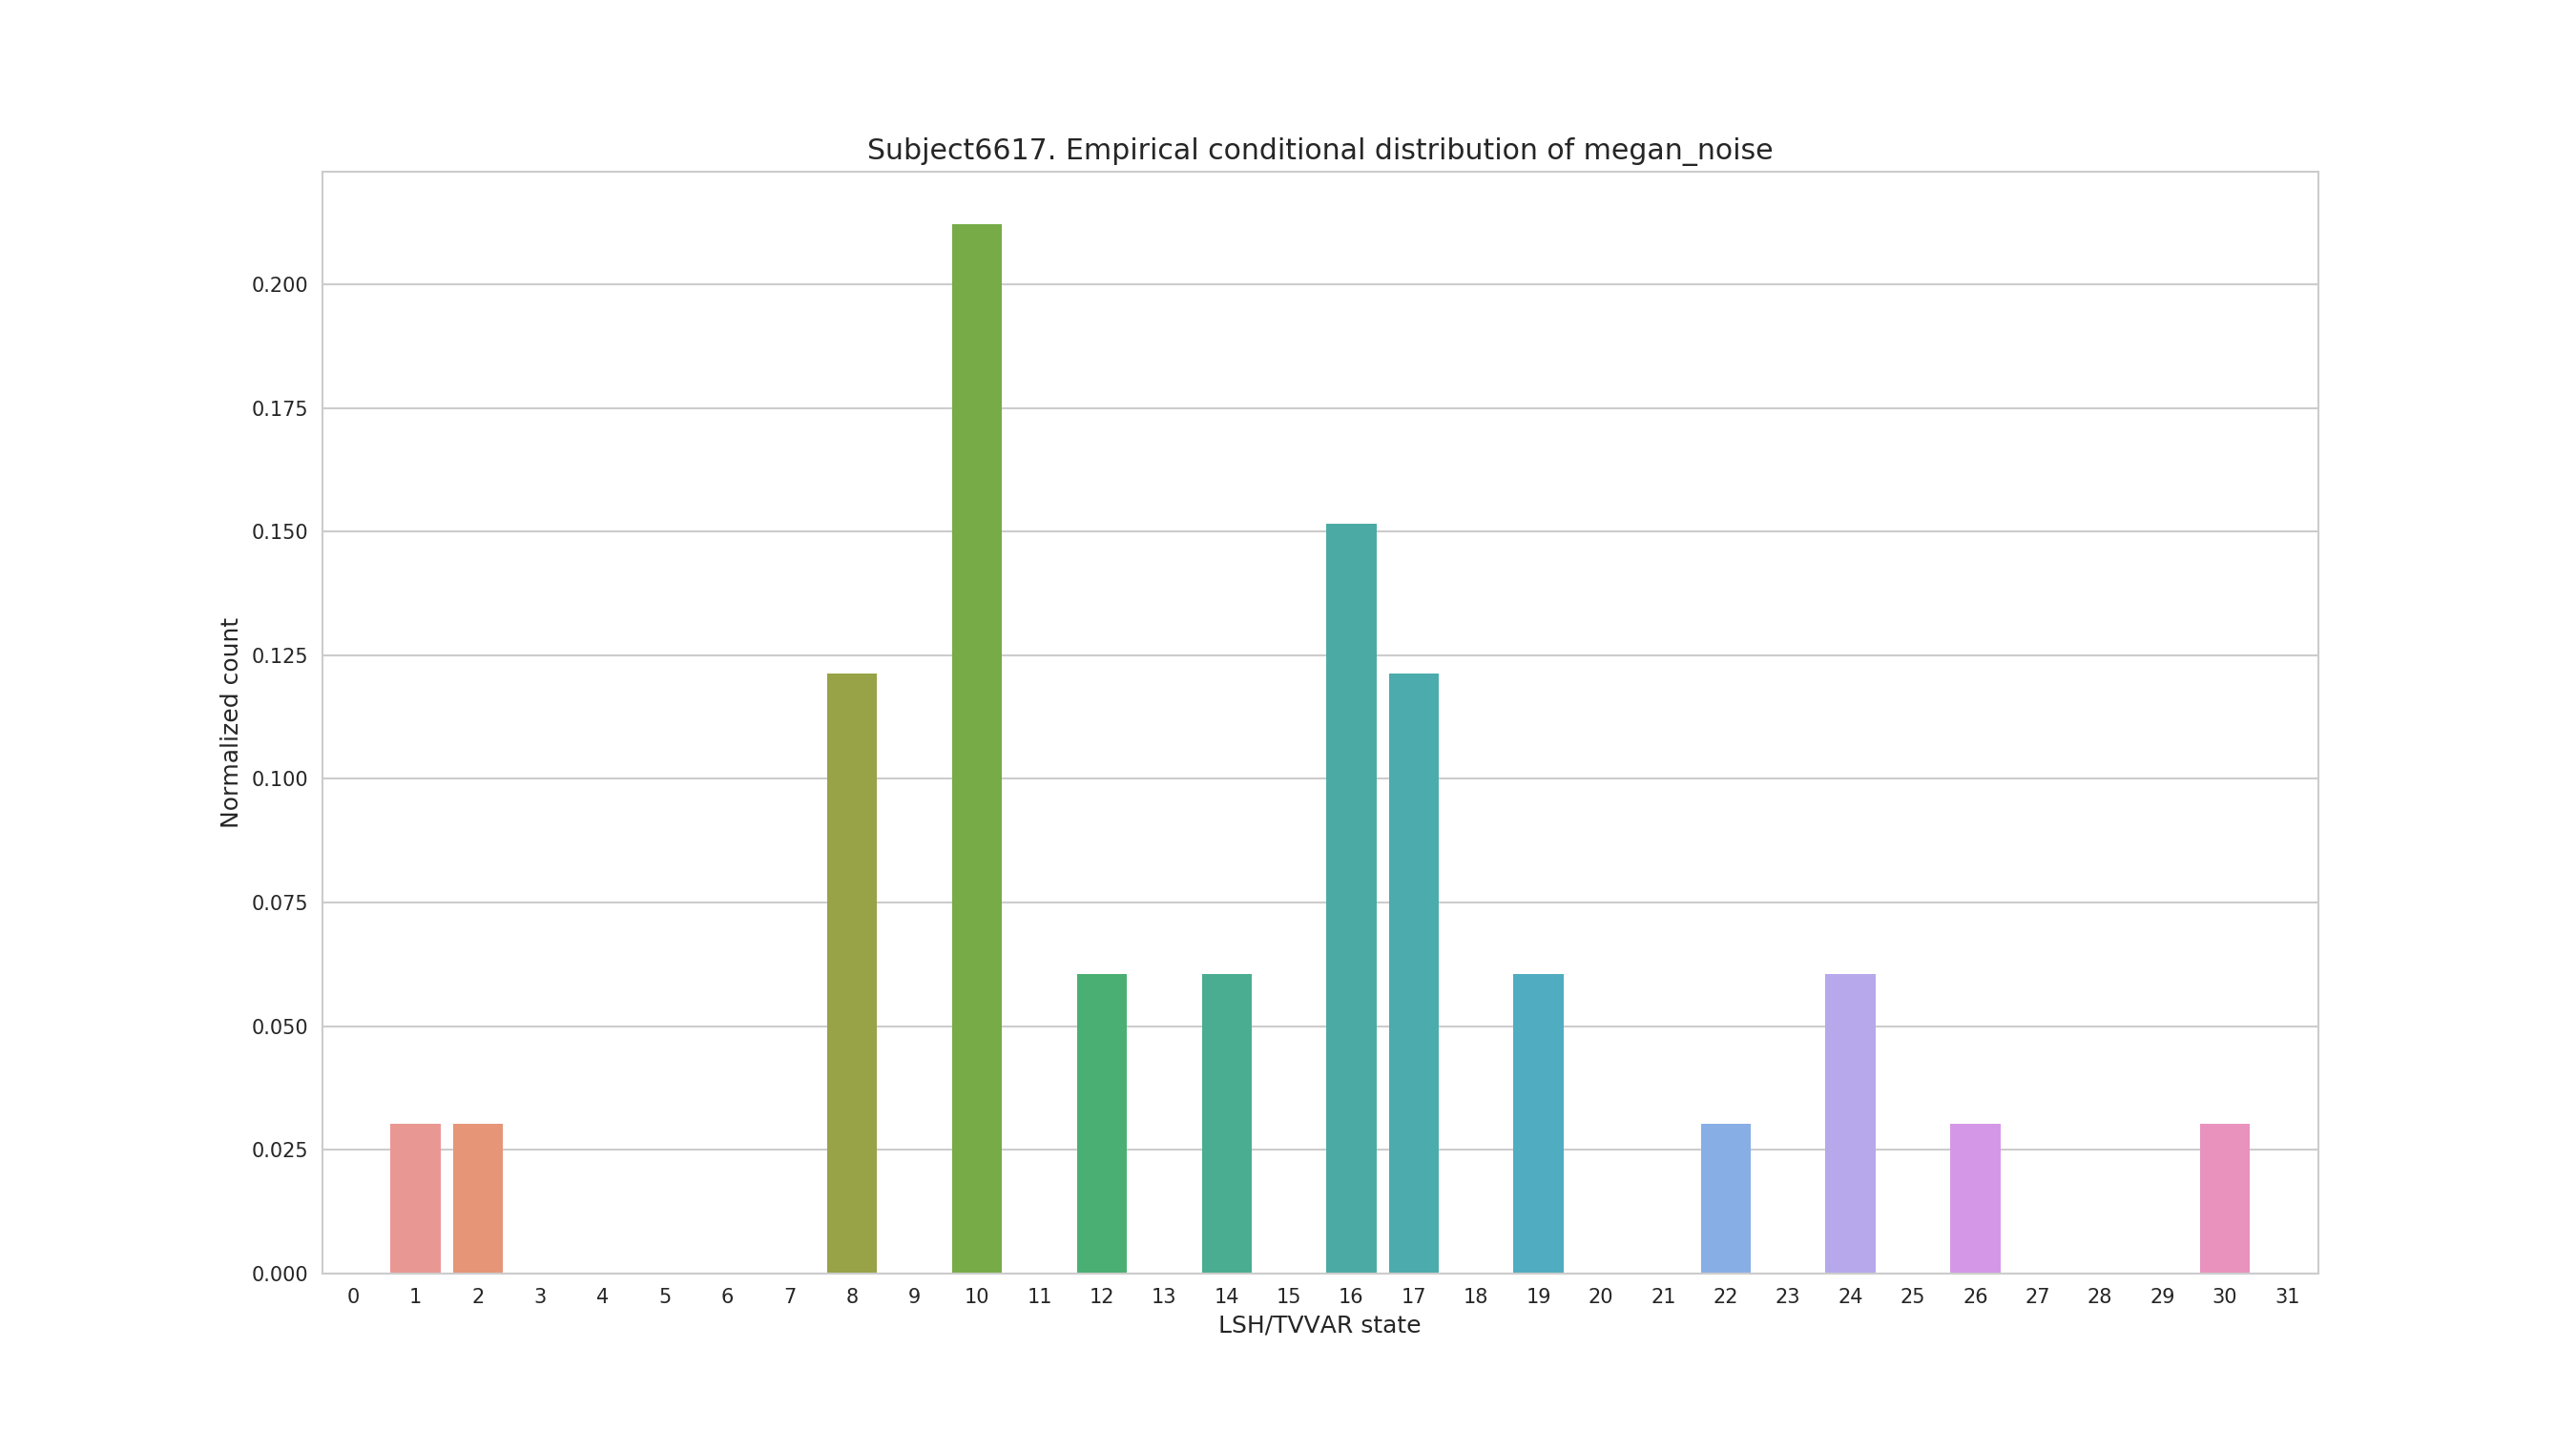 Subject6617. Empirical conditional distribution of megan_noise
0.200
0.175
0.150
0.125
0.100
0.075
0.050
0.025
0.000
Normalized count
0 1 2 3 4 5 6 7 8 9 10 11 12 13 14 15 16 17 18 19 20 21 22 23 24 25 26 27 28 29 30 31
LSH/TVVAR state